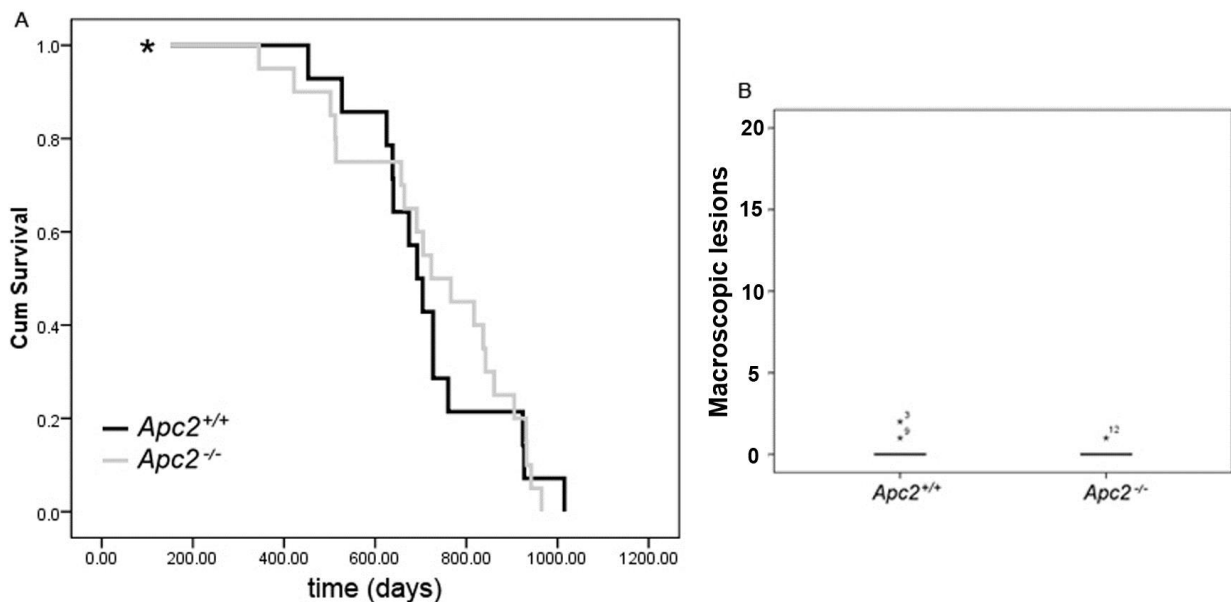 A
*
Cum Survival
1.0
0.8
0.6
0.4
0.2
0.0
Apc2+/+
Apc2-/-
0.00 200.00 400.00 600.00 800.00 1000.00 1200.00
time (days)
B
Macroscopic lesions
20
15
10
5
0
*3
*9
*12
Apc2+/+ Apc2-/-